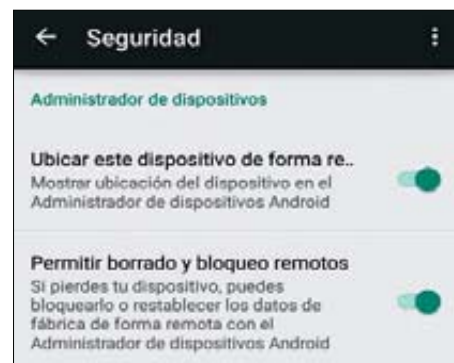 Seguridad
Administrador de dispositivos
Ubicar este dispositivo de forma re..
Mostrar ubicación del dispositivo en el
Administrador de dispositivos Android
Permitir borrado y bloqueo remotos
Si pierdes tu dispositivo, puedes
bloquearlo o restablecer los datos de
fábrica de forma remota con el
Administrador de dispositivos Android